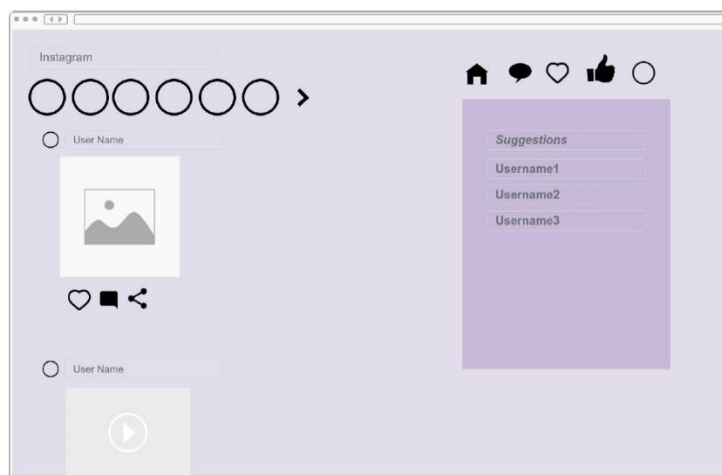 Instagram
User Name
User Name
Suggestions
Username1
Username2
Username3